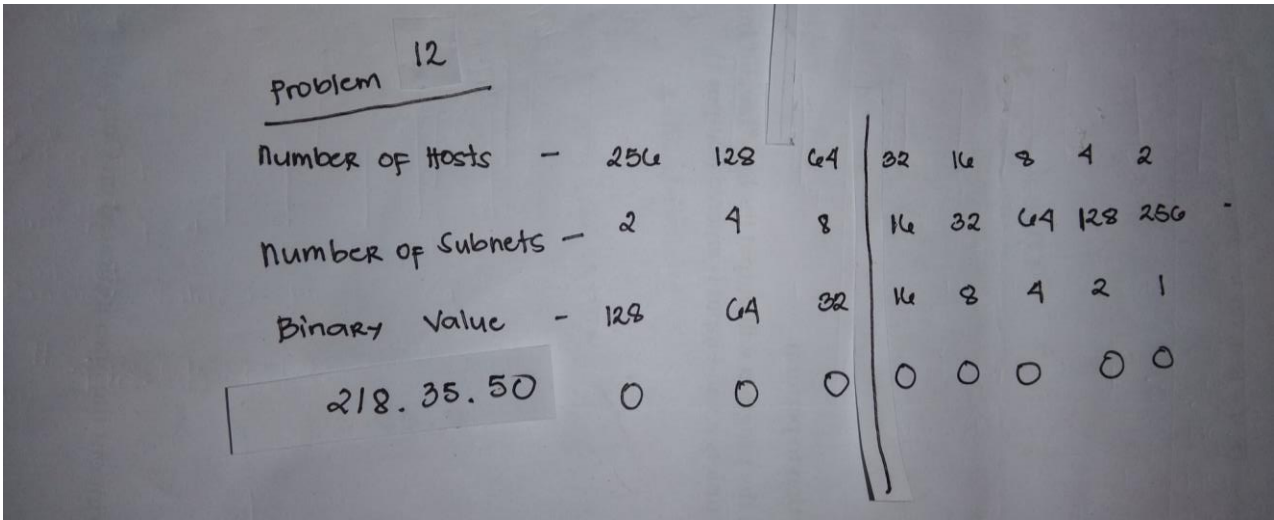 Problem 12
Number of Hosts - 256 128 64 32 16 8 4 2
Number of Subnets - 2 4 8 16 32 64 128 256 -
Binary Value - 128 64 32 16 8 4 2 1
218.35.50 0 0 0 0 0 0 0 0